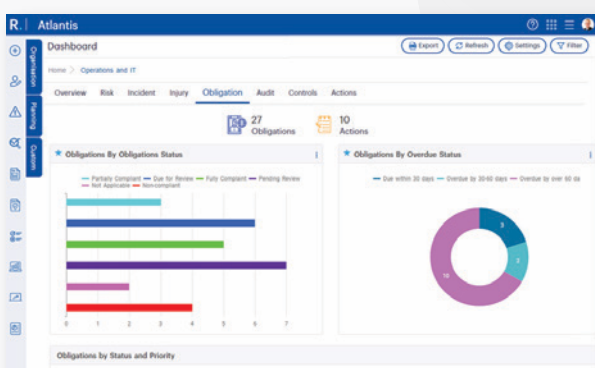 R. | Atlantis
Dashboard
Export Refresh Settings Filter
Home > Operations and IT
Organisation
Planning
Custom
Overview Risk Incident Injury Obligation Audit Controls Actions
27
Obligations
10
Actions
Obligations By Obligations Status
Partially Compliant Due for Review Fully Compliant Pending Review
Not Applicable Non-compliant
0 1 2 3 4 5 6 7
Obligations By Overdue Status
Due within 30 days Overdue by 30-60 days Overdue by over 60 da
3
2
10
Obligations by Status and Priority